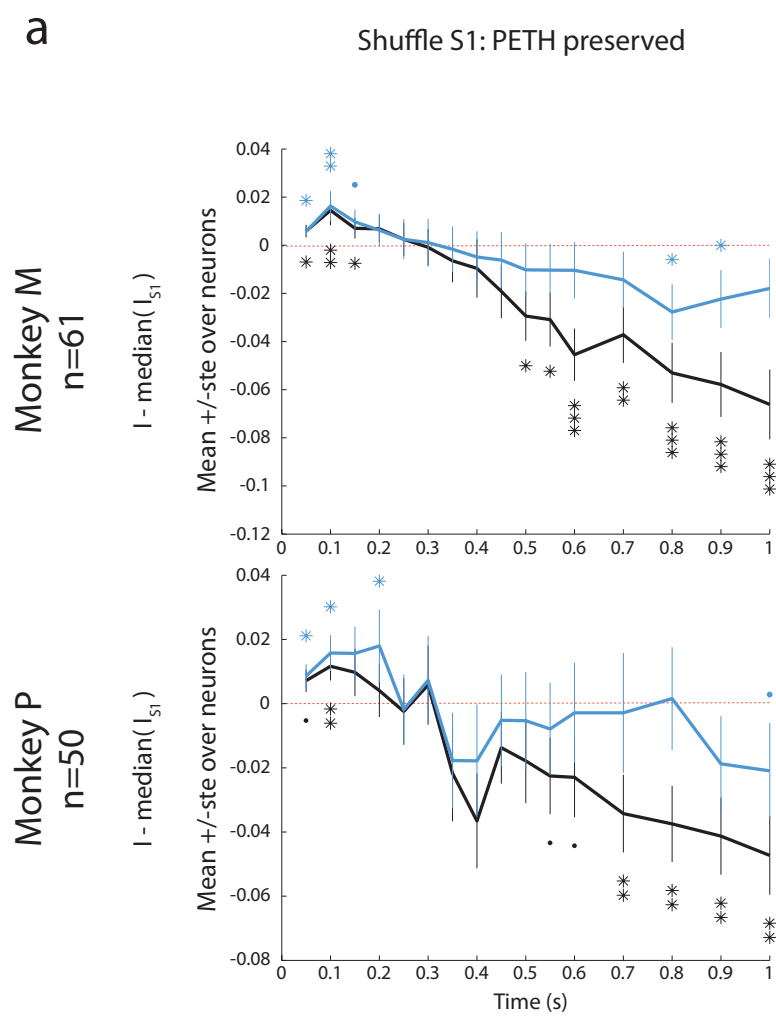 a
Shuffle S1: PETH preserved
Monkey M
n=61
I - median( I_S1)
Mean +/-ste over neurons
0.04
0.02
0
-0.02
-0.04
-0.06
-0.08
-0.1
-0.12
0 0.1 0.2 0.3 0.4 0.5 0.6 0.7 0.8 0.9 1
Monkey P
n=50
I - median( I_S1)
Mean +/-ste over neurons
0.04
0.02
0
-0.02
-0.04
-0.06
-0.08
0 0.1 0.2 0.3 0.4 0.5 0.6 0.7 0.8 0.9 1
Time (s)